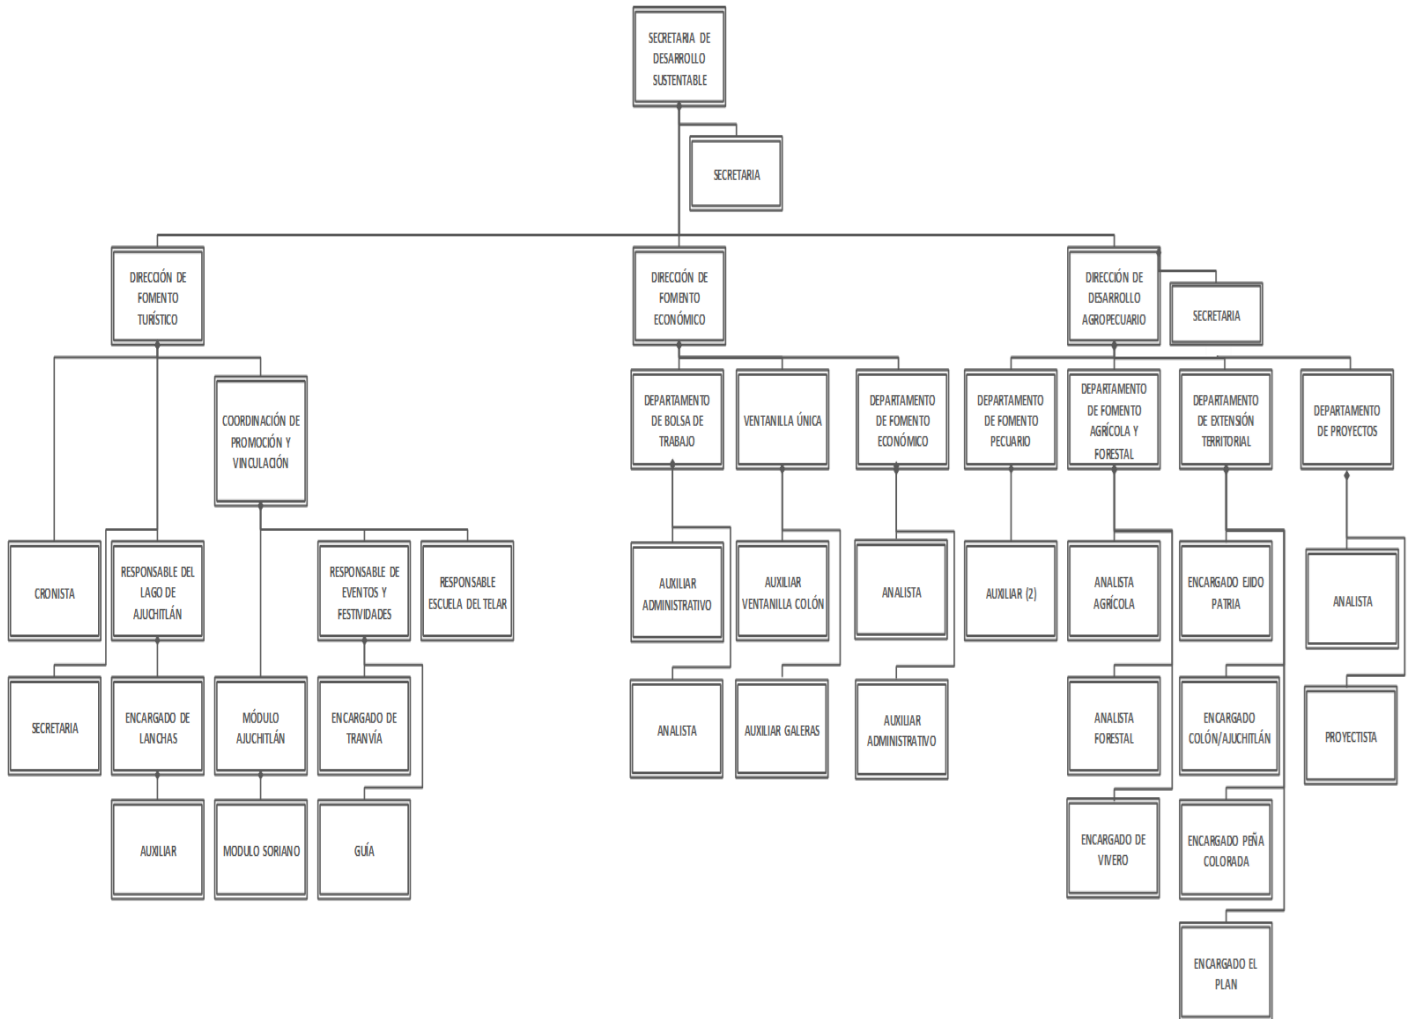 SECRETARIA DE
DESARROLLO
SUSTENTABLE
SECRETARIA
DIRECCIÓN DE
FOMENTO
TURÍSTICO
DIRECCIÓN DE
FOMENTO
ECONÓMICO
DIRECCIÓN DE
DESARROLLO
AGROPECUARIO
SECRETARIA
COORDINACIÓN DE
PROMOCIÓN Y
VINCULACIÓN
DEPARTAMENTO
DE BOLSA DE
TRABAJO
VENTANILLA ÚNICA
DEPARTAMENTO
DE FOMENTO
ECONÓMICO
DEPARTAMENTO
DE FOMENTO
PECUARIO
DEPARTAMENTO
DE FOMENTO
AGRÍCOLA Y
FORESTAL
DEPARTAMENTO
DE EXTENSIÓN
TERRITORIAL
DEPARTAMENTO
DE PROYECTOS
CRONISTA
RESPONSABLE DEL
LAGO DE
AJUCHITLÁN
RESPONSABLE DE
EVENTOS Y
FESTIVIDADES
RESPONSABLE
ESCUELA DEL TELAR
AUXILIAR
ADMINISTRATIVO
AUXILIAR
VENTANILLA COLÓN
ANALISTA
AUXILIAR (2)
ANALISTA
AGRÍCOLA
ENCARGADO EJIDO
PATRIA
ANALISTA
SECRETARIA
ENCARGADO DE
LANCHAS
MÓDULO
AJUCHITLÁN
ENCARGADO DE
TRANVÍA
ANALISTA
AUXILIAR GALERAS
AUXILIAR
ADMINISTRATIVO
ANALISTA
FORESTAL
ENCARGADO
COLÓN/AJUCHITLÁN
PROYECTISTA
AUXILIAR
MODULO SORIANO
GUÍA
ENCARGADO DE
VIVERO
ENCARGADO PEÑA
COLORADA
ENCARGADO EL
PLAN